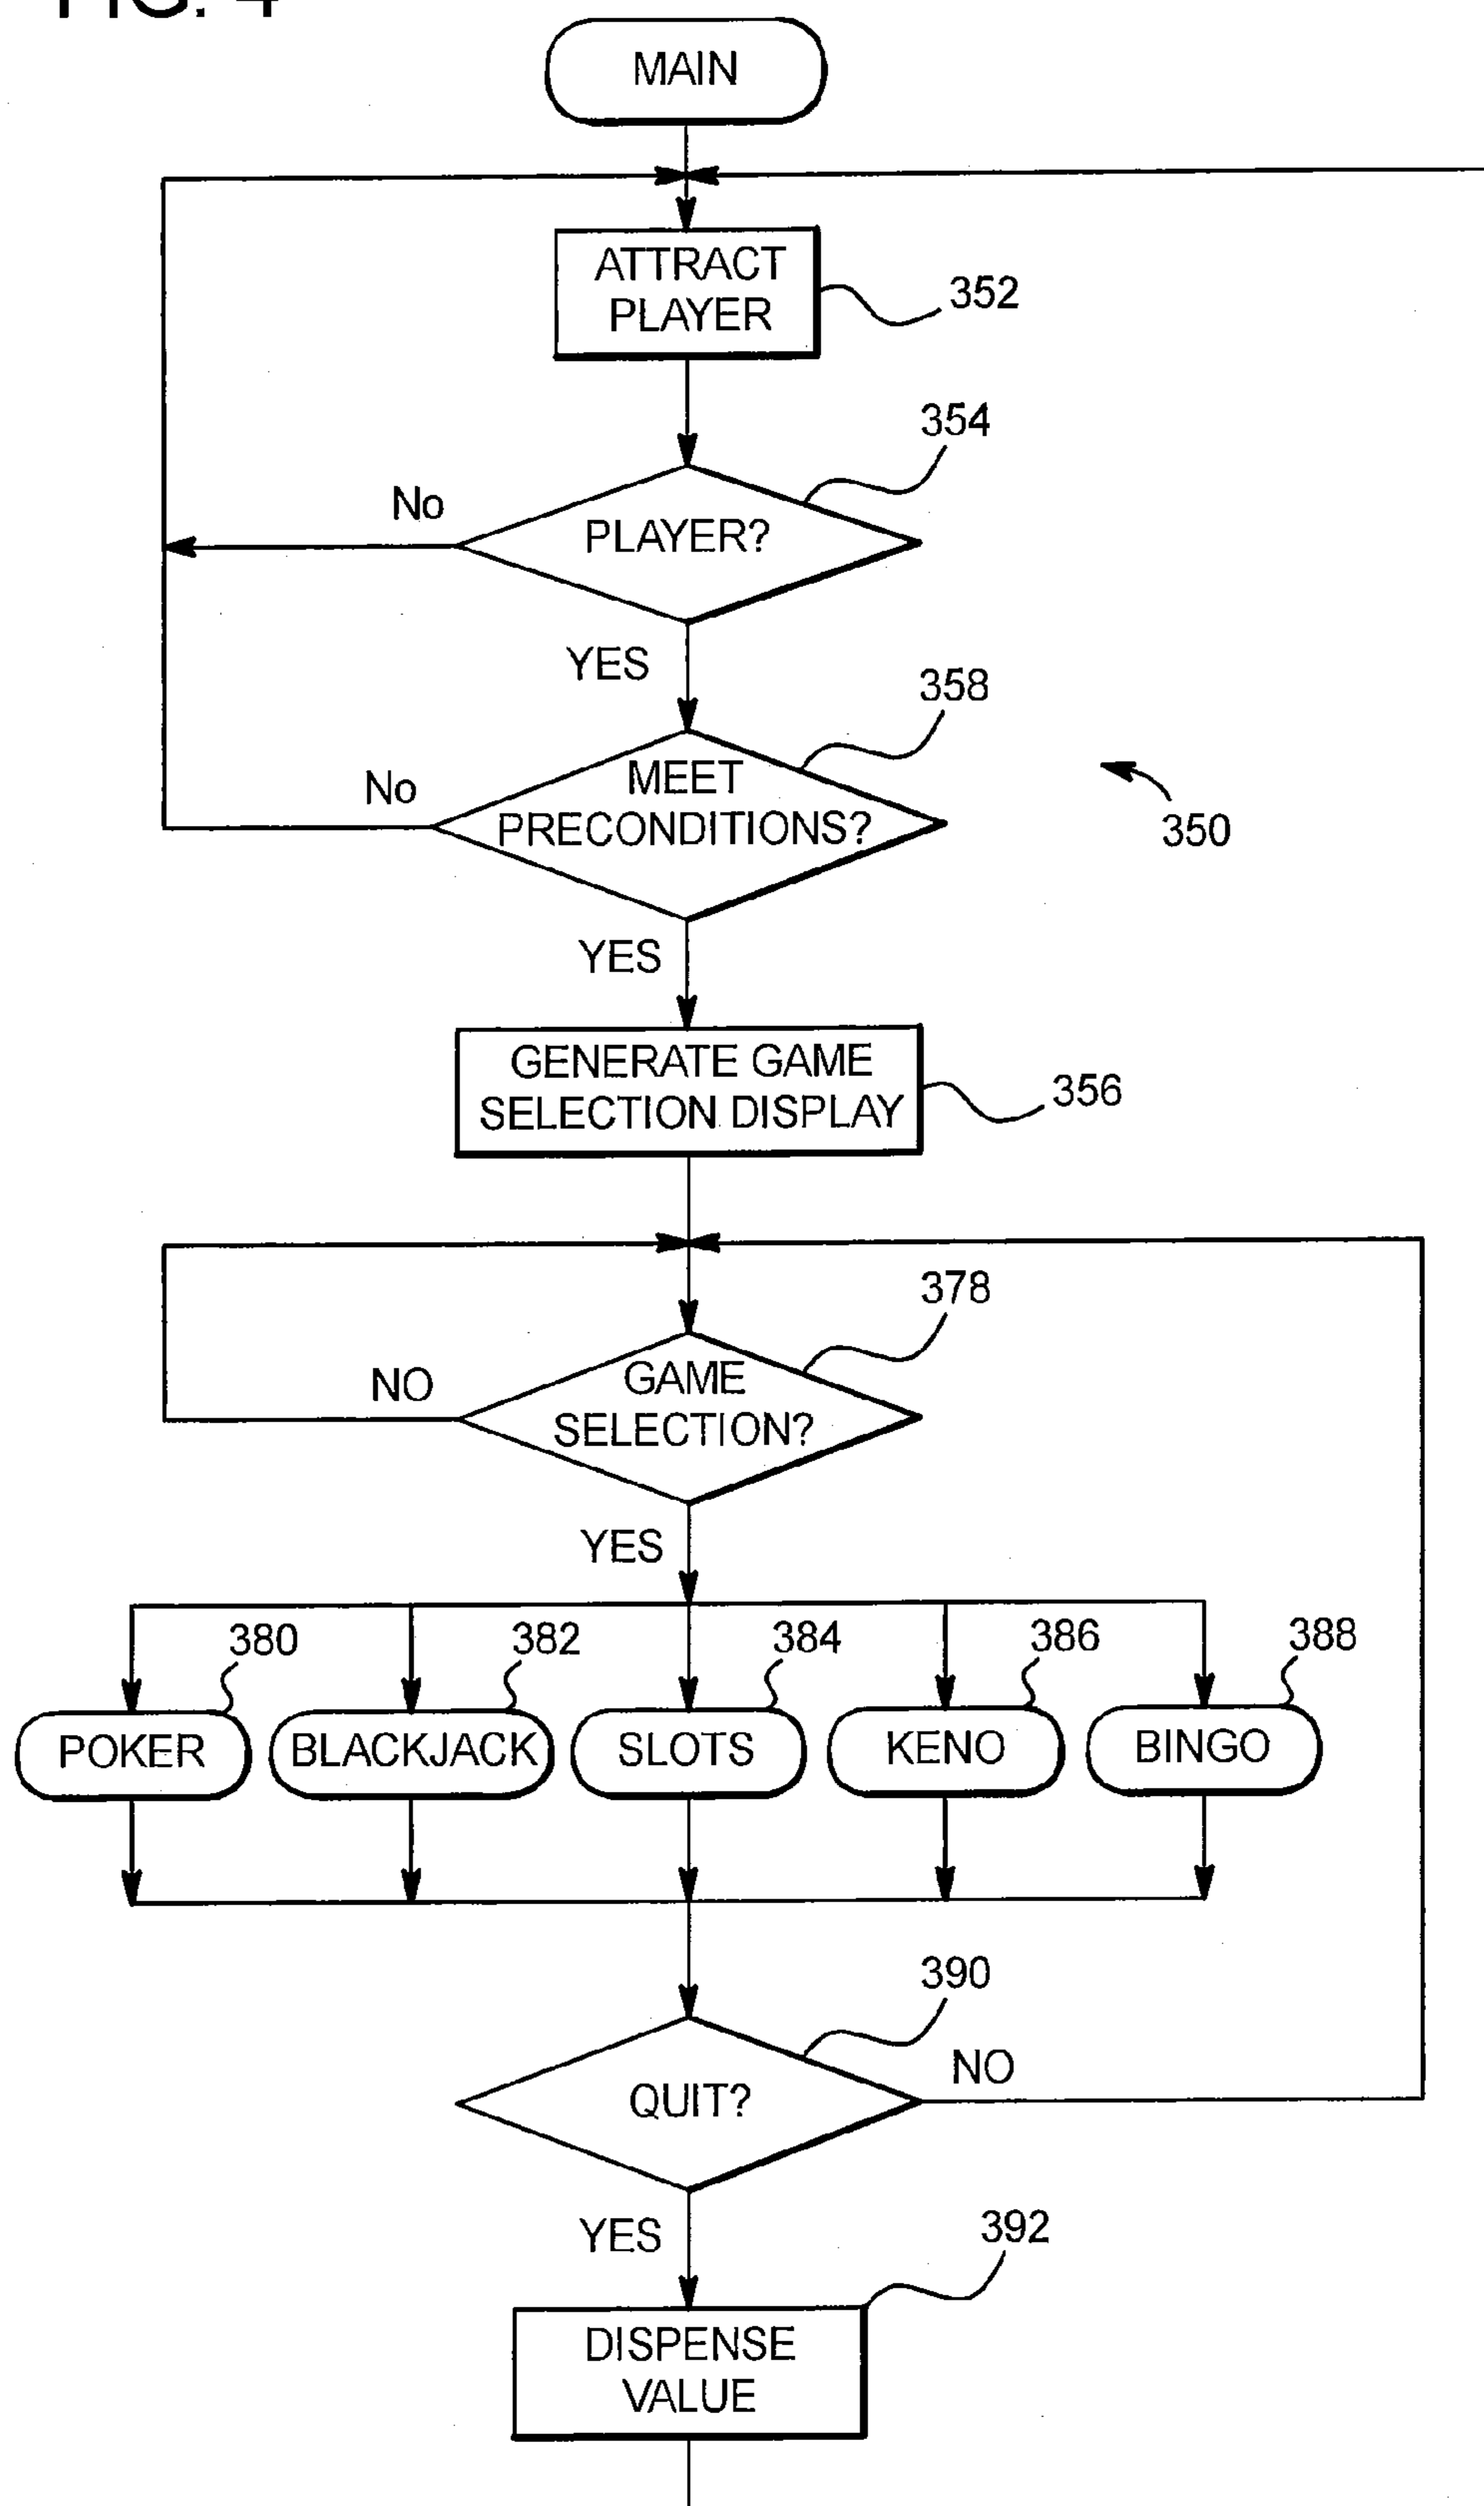 FIG. 4
MAIN
ATTRACT
PLAYER
352
354
No
PLAYER?
YES
358
No
MEET
PRECONDITIONS?
350
YES
GENERATE GAME
SELECTION DISPLAY
356
378
NO
GAME
SELECTION?
YES
380
382
384
386
388
POKER
BLACKJACK
SLOTS
KENO
BINGO
390
NO
QUIT?
YES
392
DISPENSE
VALUE